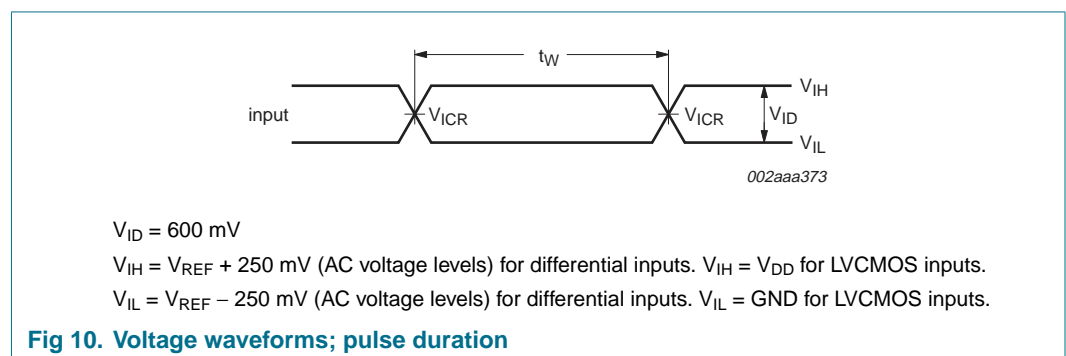 tW
input
VICR
VICR
VIH
VID
VIL
002aaa373
VID = 600 mV
VIH = VREF + 250 mV (AC voltage levels) for differential inputs. VIH = VDD for LVCMOS inputs.
VIL = VREF − 250 mV (AC voltage levels) for differential inputs. VIL = GND for LVCMOS inputs.
Fig 10. Voltage waveforms; pulse duration